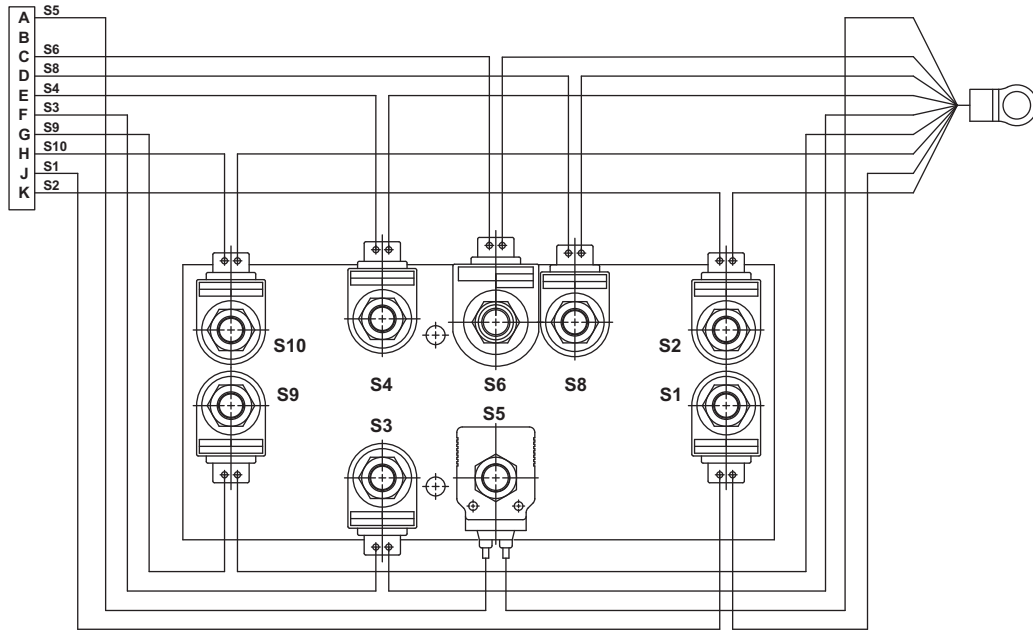 A S5
B
C S6
D S8
E S4
F S3
G S9
H S10
J S1
K S2
S10
S2
S4
S6
S8
S9
S1
S3
S5